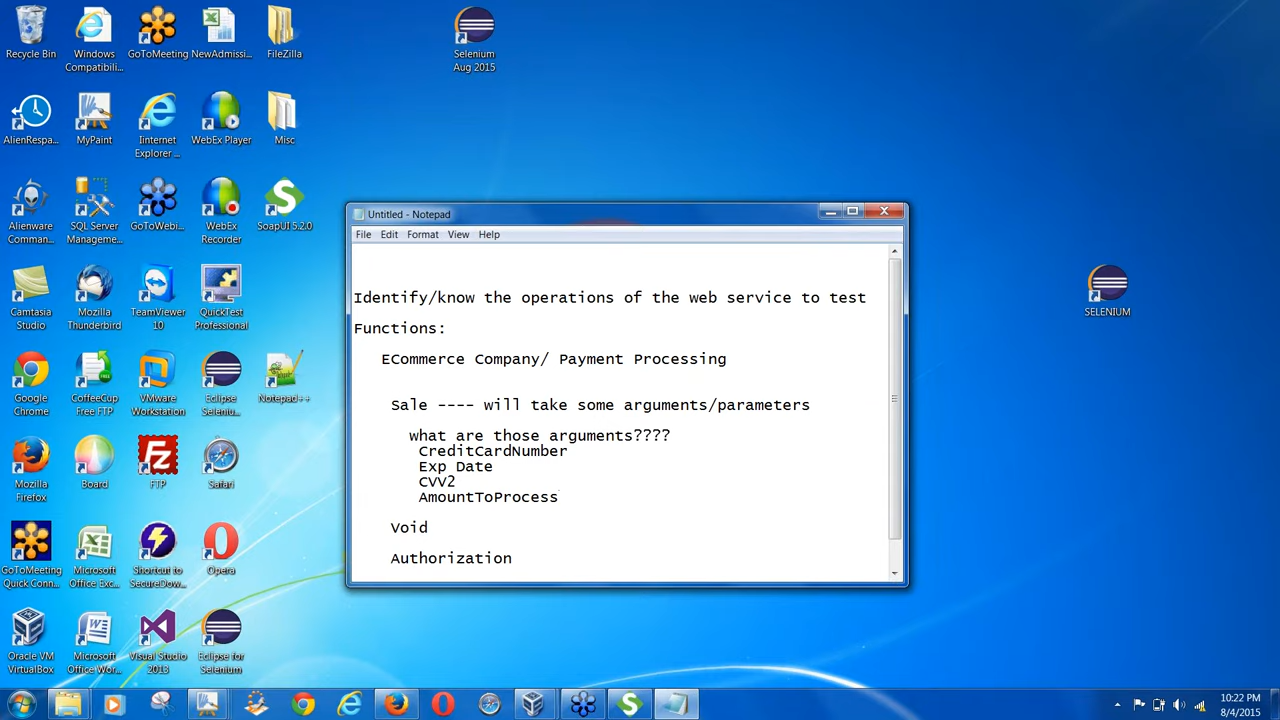 Recycle Bin
Windows Compatibili...
GoToMeeting
NewAdmissi...
FileZilla
Selenium Aug 2015
AlienRespa...
MyPaint
Iinternet Explorer ...
WebEx Player
Misc
Alienware Comman...
SQL Server Manageme...
GoToWebi...
WebEx Recorder
SoapUI 5.2.0
Camtasia Studio
Mozilla Thunderbird
TeamViewer 10
QuickTest Professional
SELENIUM
Google Chrome
CoffeeCup Free FTP
VMware Workstation
Eclipse Seleniu...
Notepad++
Mozilla Firefox
Board
FTP
Safari
GoToMeeting Quick Conn...
Microsoft Office Exc...
Shortcut to SecureDow...
Opera
Oracle VM VirtualBox
Microsoft Office Wor...
Visual Studio 2013
Eclipse for Selenium
Untitled - Notepad
File Edit Format View Help
Identify/know the operations of the web service to test
Functions:
ECommerce Company/ Payment Processing
Sale ---- will take some arguments/parameters
what are those arguments????
CreditCardNumber
Exp Date
CVV2
AmountToProcess
Void
Authorization
10:22 PM
8/4/2015